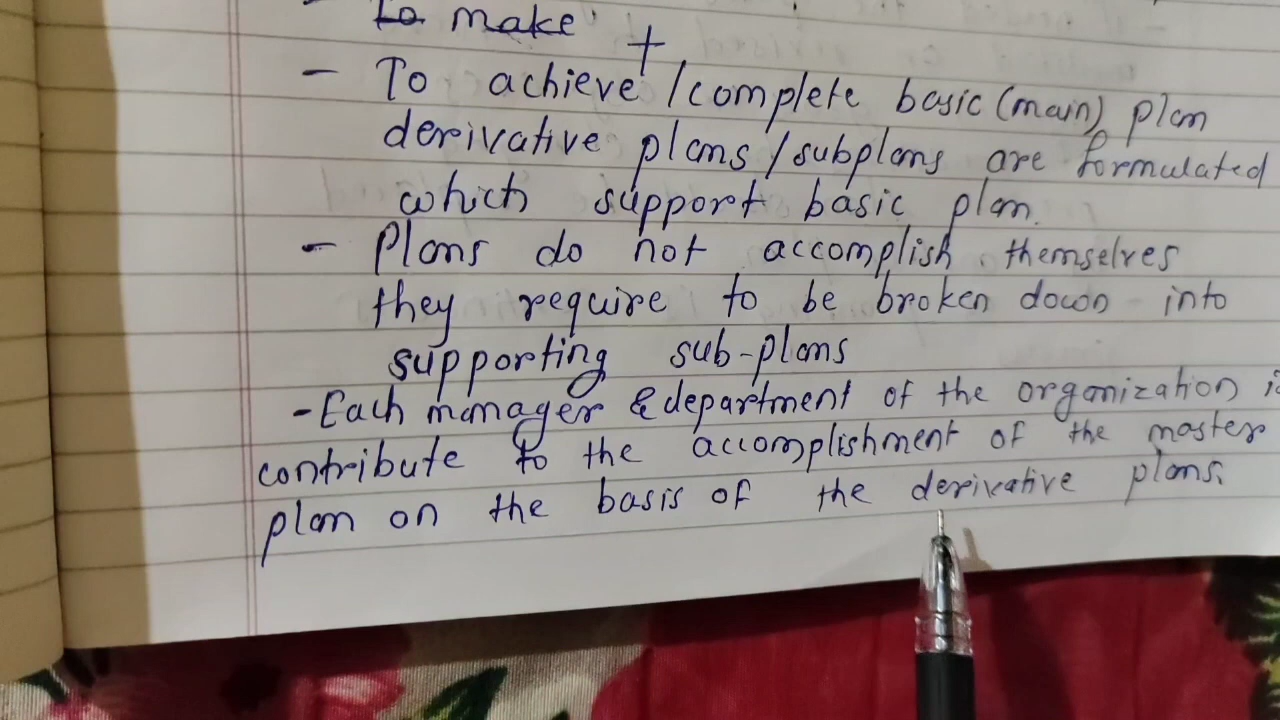 To make
- To achieve / complete basic (main) plan
derivative plans / subplans are formulated
which support basic plan.
- Plans do not accomplish themselves
they require to be broken down into
supporting sub-plans
- Each manager & department of the organization is
contribute to the accomplishment of the master
plan on the basis of the derivative plans.